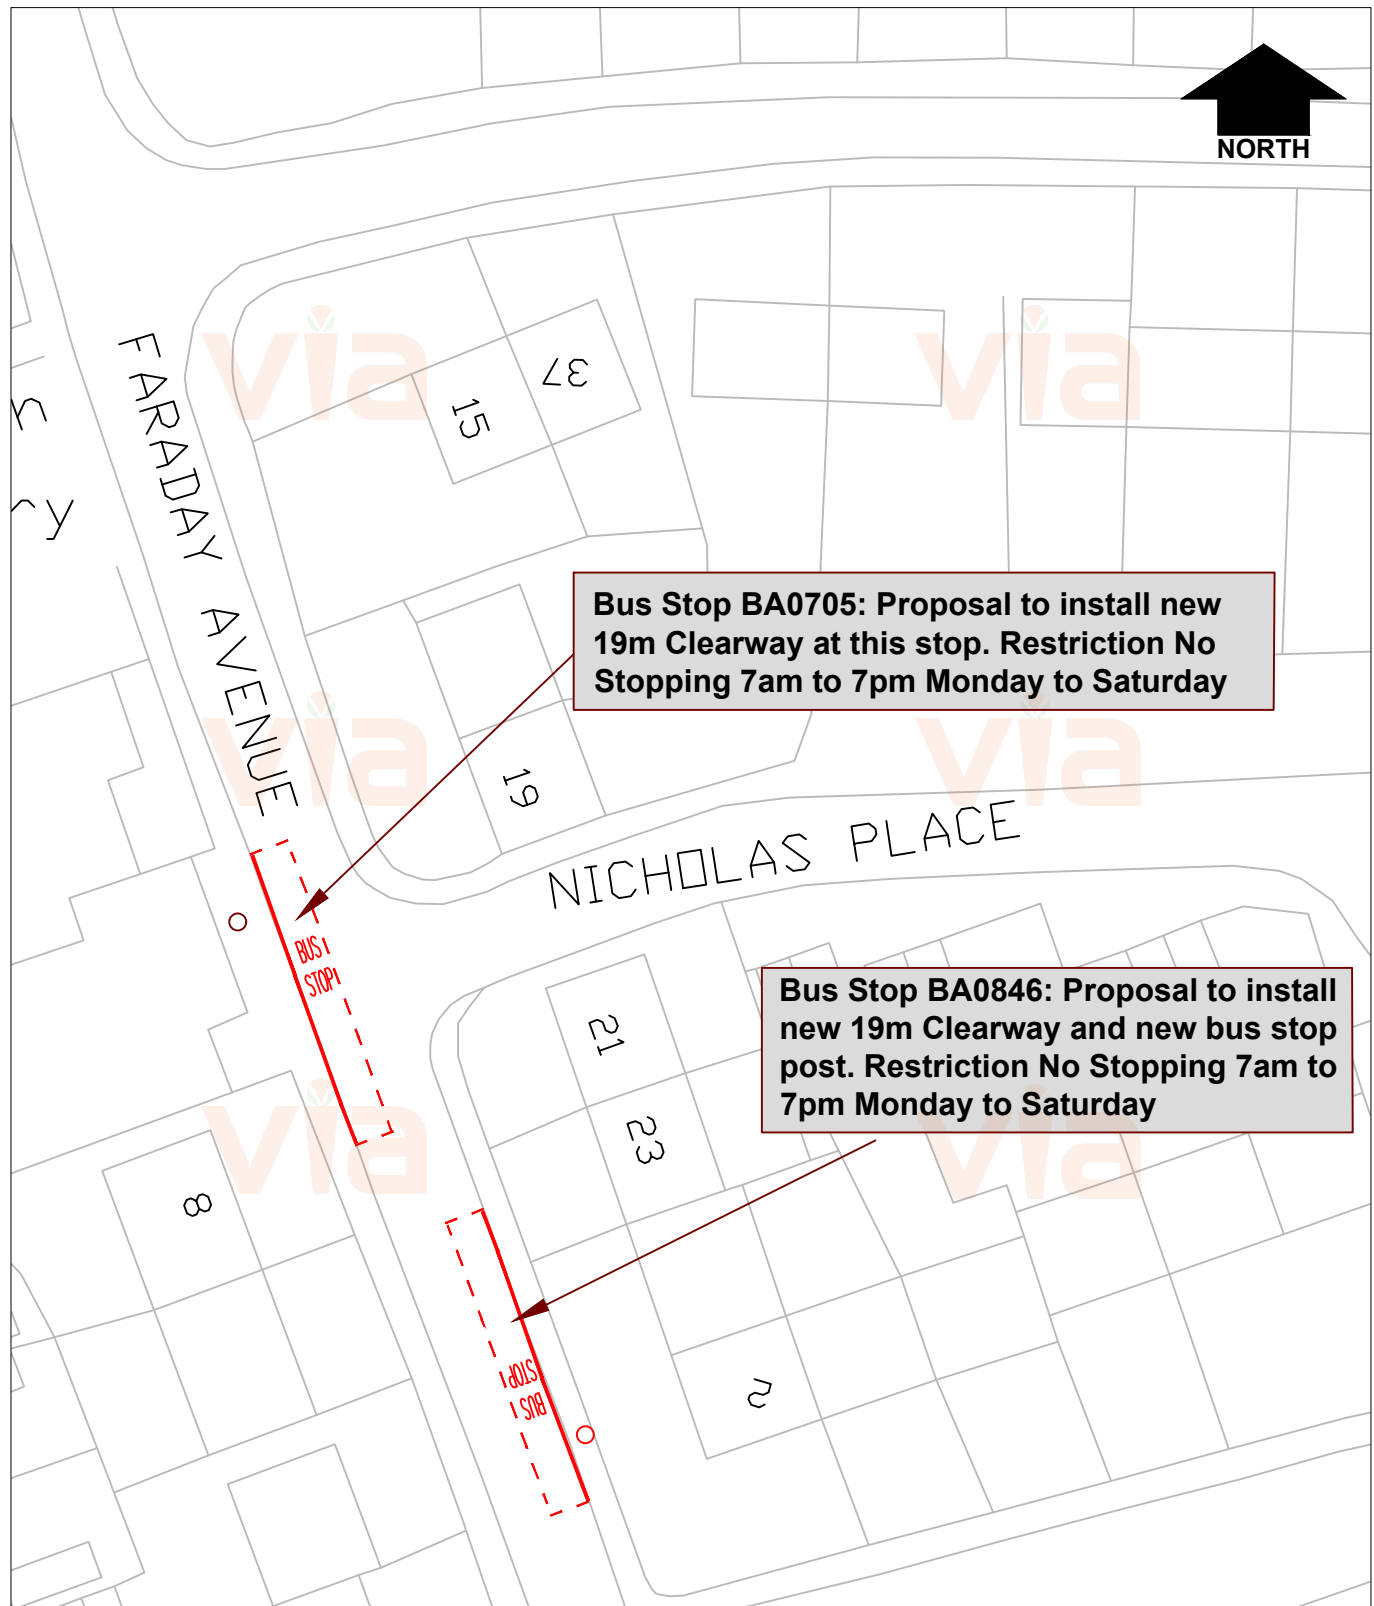 NORTH
via
via
FARADAY AVENUE
37
15
Bus Stop BA0705: Proposal to install new
19m Clearway at this stop. Restriction No
Stopping 7am to 7pm Monday to Saturday
via
via
19
NICHOLAS PLACE
BUS
STOP
Bus Stop BA0846: Proposal to install
new 19m Clearway and new bus stop
post. Restriction No Stopping 7am to
7pm Monday to Saturday
21
23
via
via
8
2
BUS
STOP